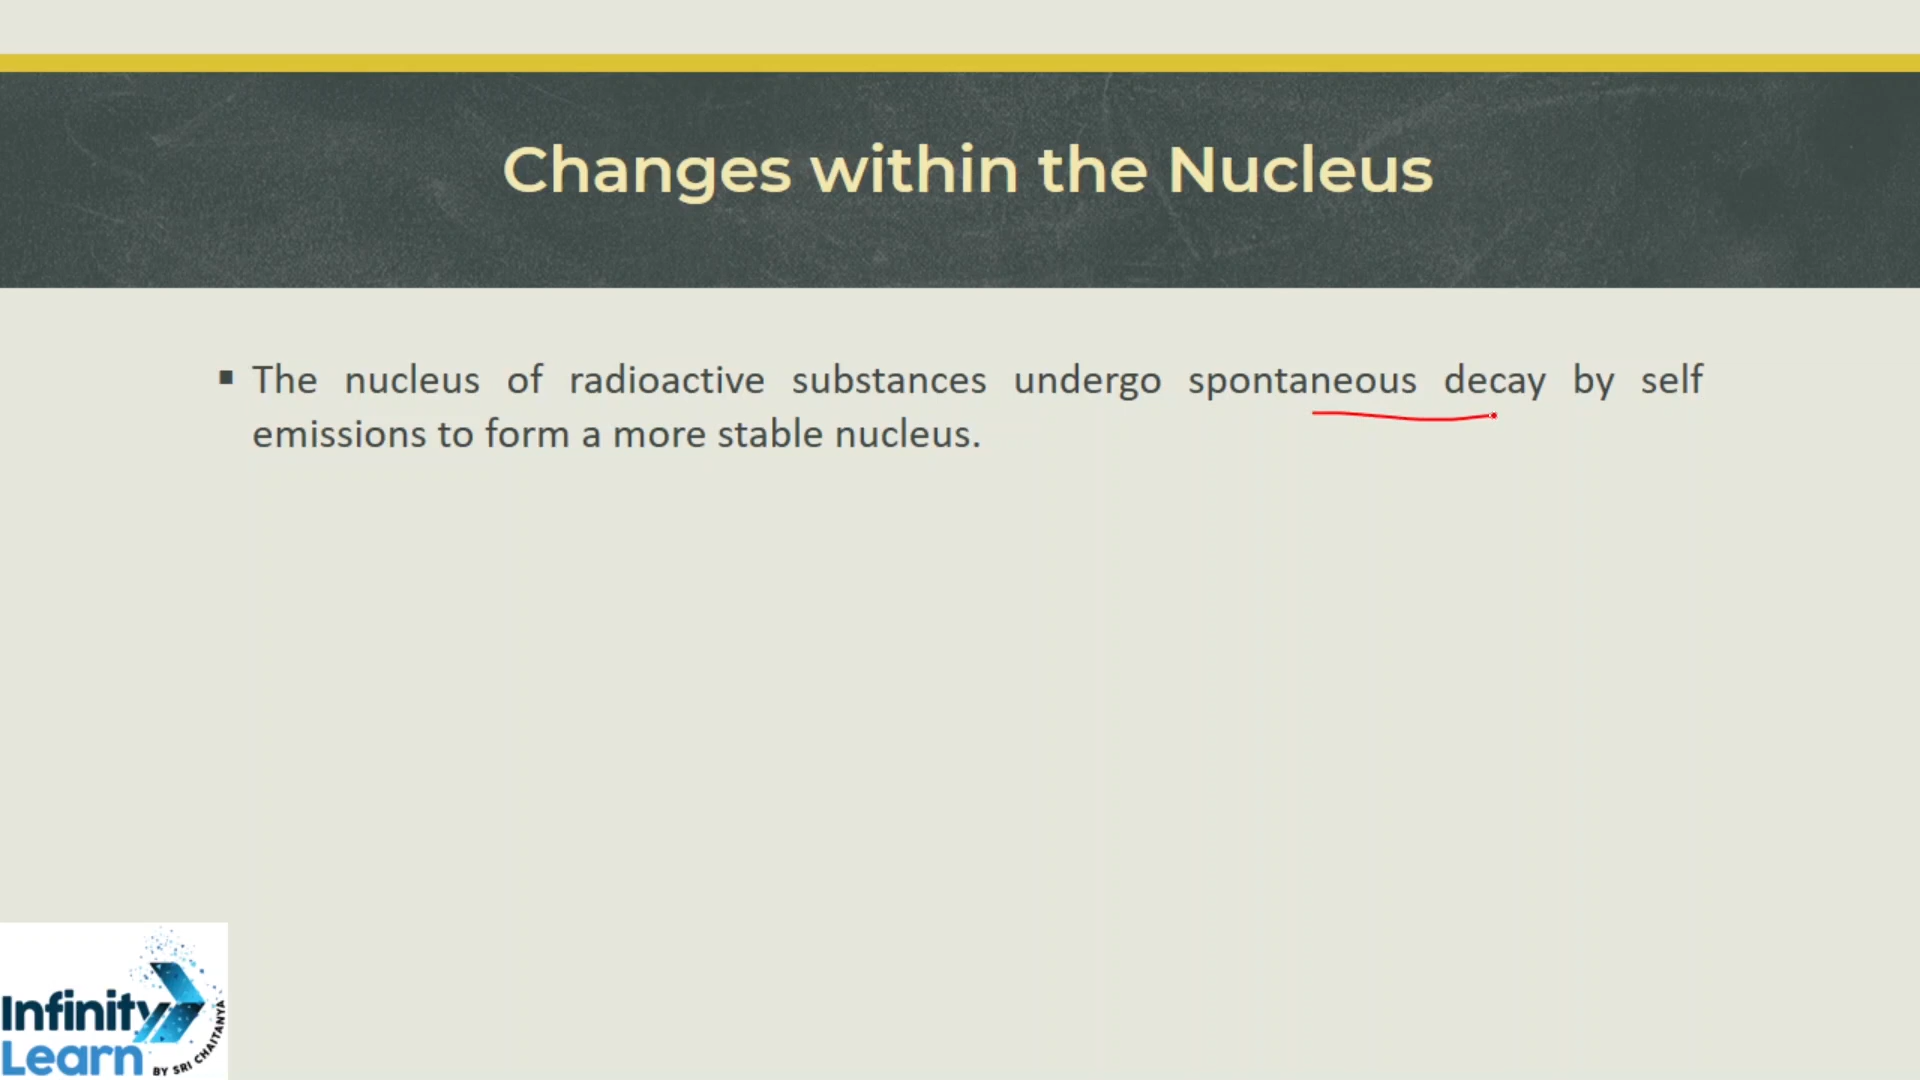 Changes within the Nucleus
▪ The nucleus of radioactive substances undergo spontaneous decay by self
emissions to form a more stable nucleus.
Infinity
Learn
BY SRI CHAITANYA